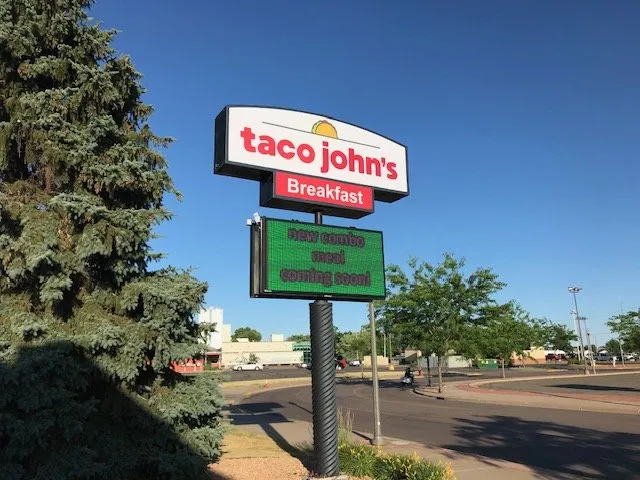 taco john's
Breakfast
new combo
meal
coming soon!